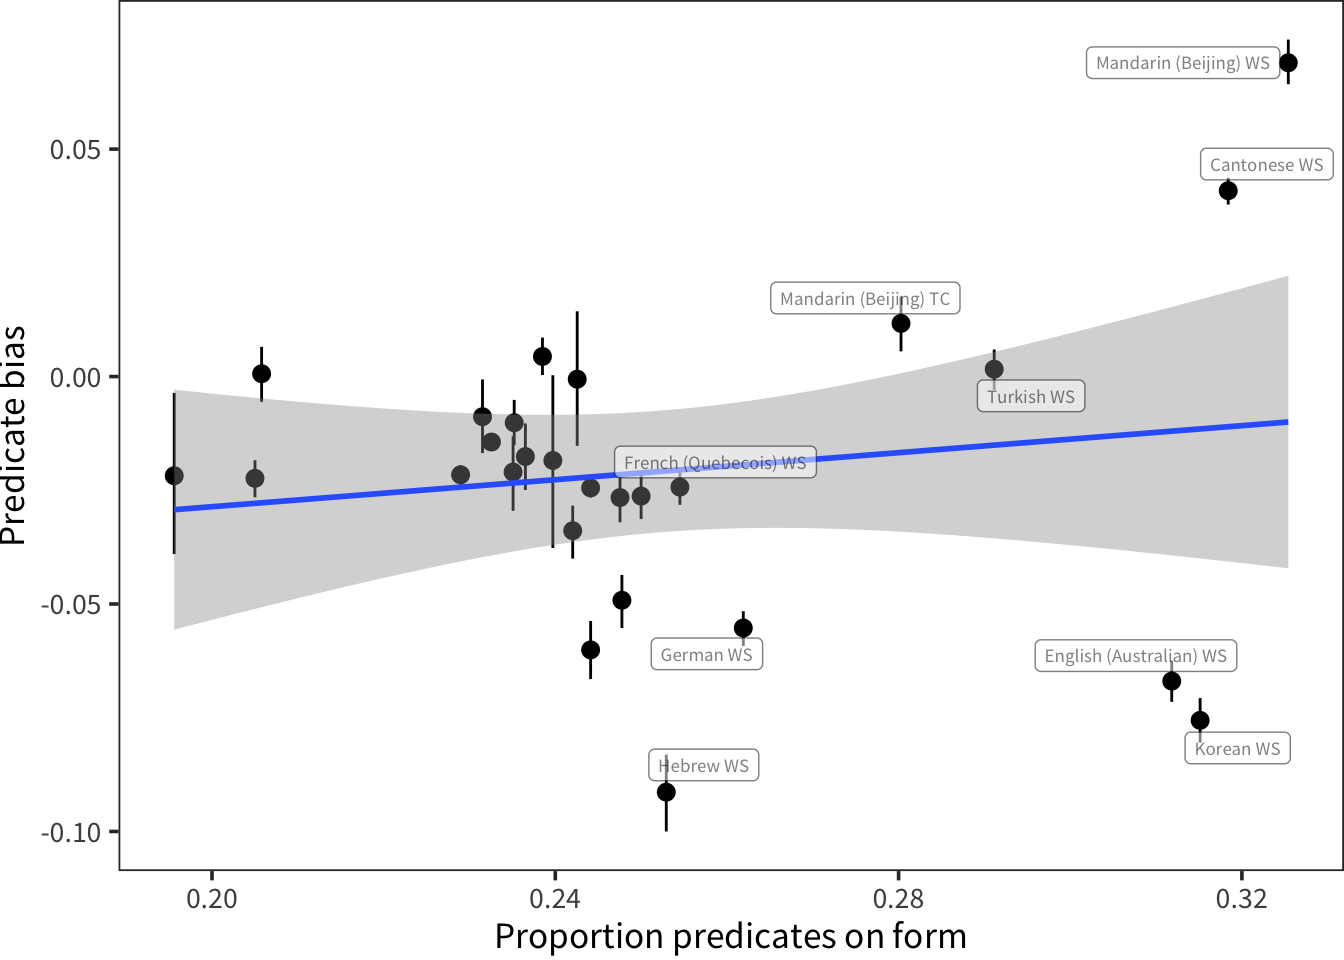 Mandarin (Beijing) WS
0.05
Cantonese WS
Mandarin (Beijing) TC
0.00
Turkish WS
French (Quebecois) WS
Predicate bias
-0.05
German WS
English (Australian) WS
Korean WS
Hebrew WS
-0.10
0.20 0.24 0.28 0.32
Proportion predicates on form